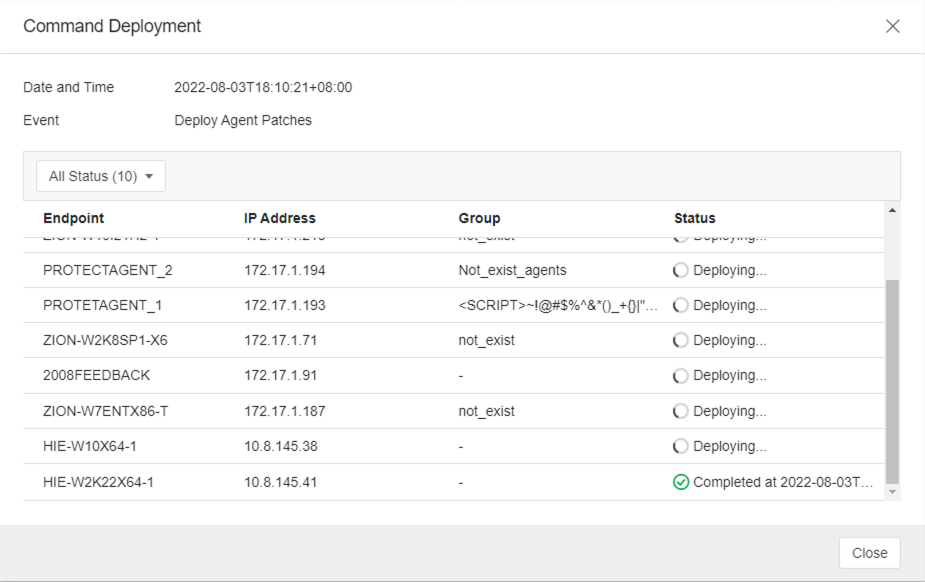 Command Deployment
Date and Time 2022-08-03T18:10:21+08:00
Event Deploy Agent Patches
All Status (10)
Endpoint IP Address Group Status
not_exist Deploying...
PROTECTAGENT_2 172.17.1.194 Not_exist_agents Deploying...
PROTETAGENT_1 172.17.1.193 <SCRIPT>~!@#$%^&*()_+{}|"... Deploying...
ZION-W2K8SP1-X6 172.17.1.71 not_exist Deploying...
2008FEEDBACK 172.17.1.91 - Deploying...
ZION-W7ENTX86-T 172.17.1.187 not_exist Deploying...
HIE-W10X64-1 10.8.145.38 - Deploying...
HIE-W2K22X64-1 10.8.145.41 - Completed at 2022-08-03T...
Close